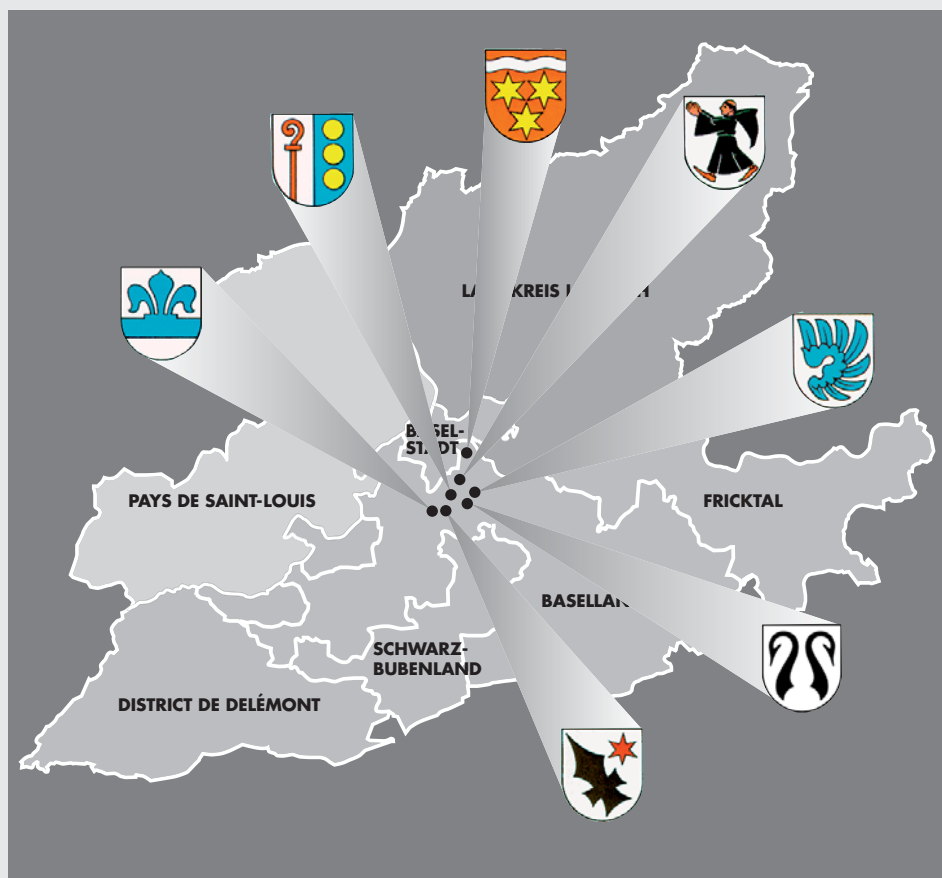 BASEL-
STADT
PAYS DE SAINT-LOUIS
FRICKTAL
SCHWARZ-
BUBENLAND
DISTRICT DE DELÉMONT